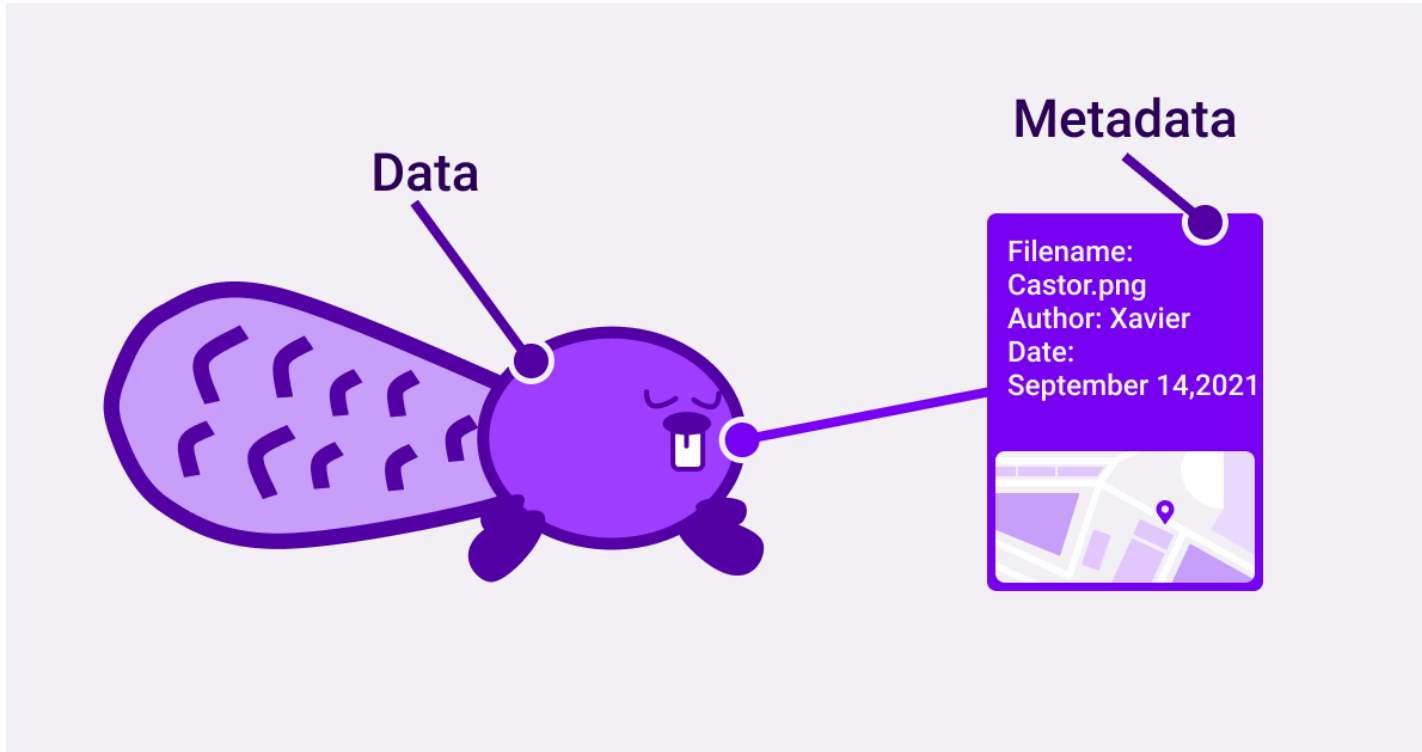 Data
Metadata
Filename:
Castor.png
Author: Xavier
Date:
September 14,2021